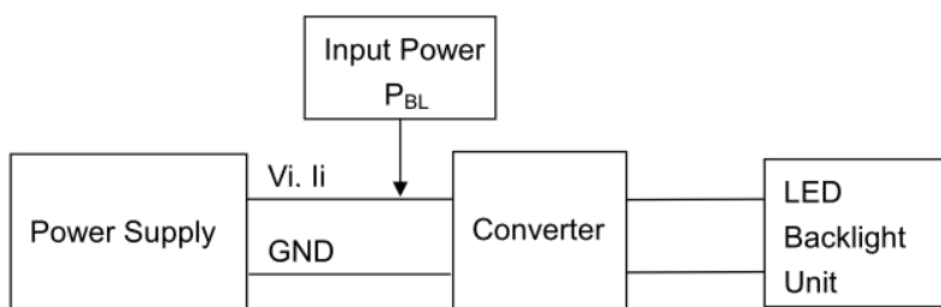 Input Power
PBL
Vi. Ii
Power Supply
GND
Converter
LED
Backlight
Unit